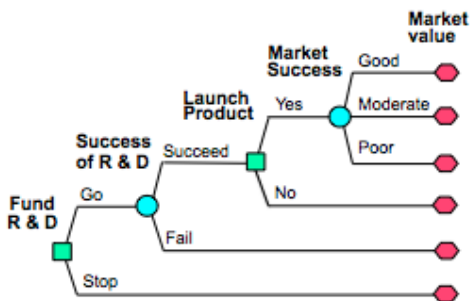 Market
value
Market
Success
Good
Launch
Product
Yes
Moderate
Success
of R & D
Succeed
Poor
Fund
R & D
Go
No
Fail
Stop